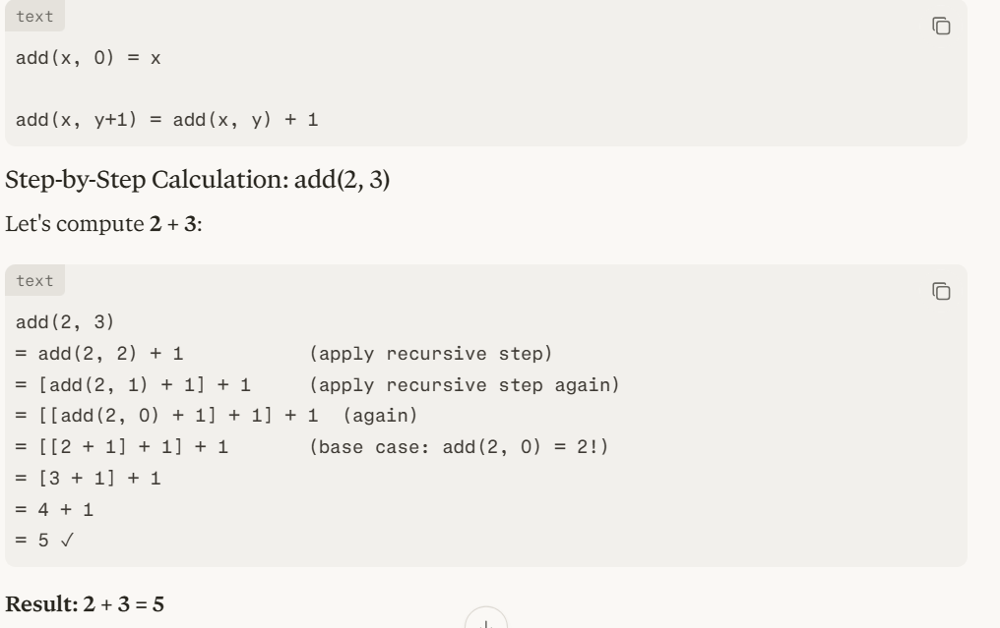 text
add(x, 0) = x
add(x, y+1) = add(x, y) + 1
Step-by-Step Calculation: add(2, 3)
Let's compute 2 + 3:
text
add(2, 3)
= add(2, 2) + 1           (apply recursive step)
= [add(2, 1) + 1] + 1     (apply recursive step again)
= [[add(2, 0) + 1] + 1] + 1  (again)
= [[2 + 1] + 1] + 1       (base case: add(2, 0) = 2!)
= [3 + 1] + 1
= 4 + 1
= 5 ✓
Result: 2 + 3 = 5